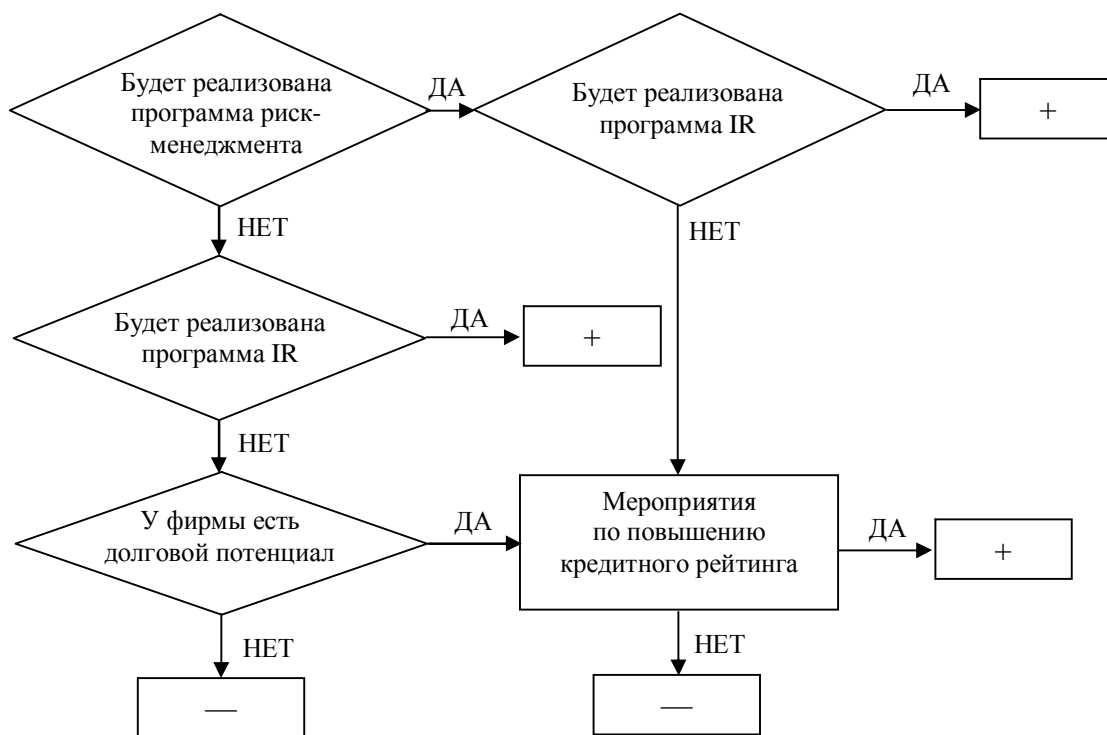 Будет реализована
программа риск-
менеджмента
ДА
Будет реализована
программа IR
ДА
+
НЕТ
НЕТ
Будет реализована
программа IR
ДА
+
НЕТ
У фирмы есть
долговой потенциал
ДА
Мероприятия
по повышению
кредитного рейтинга
ДА
+
НЕТ
НЕТ
—
—